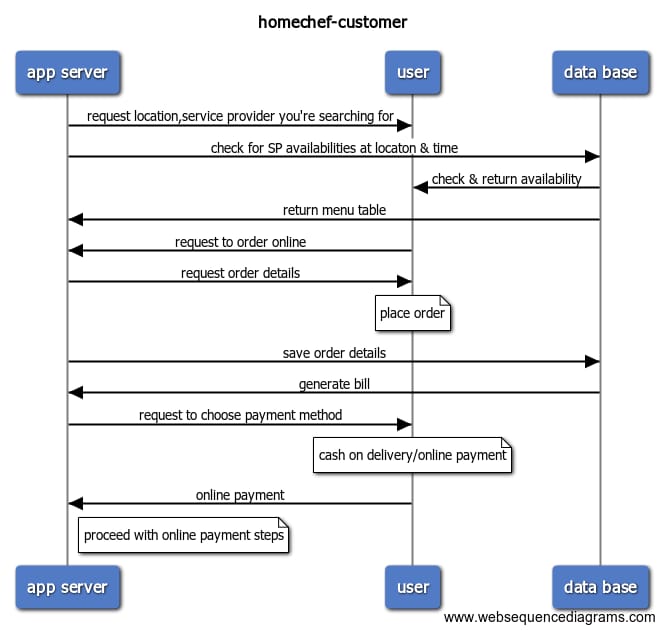 homechef-customer
app server
user
data base
request location,service provider you're searching for
check for SP availabilities at locaton & time
check & return availability
return menu table
request to order online
request order details
place order
save order details
generate bill
request to choose payment method
cash on delivery/online payment
online payment
proceed with online payment steps
app server
user
data base
www.websequencediagrams.com